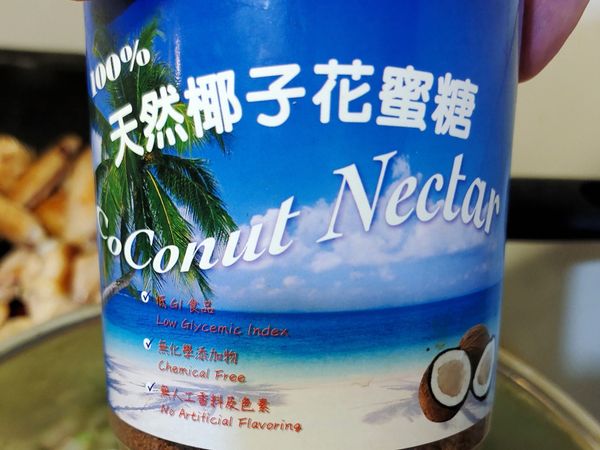 100%
天然椰子花蜜糖
CoConut Nectar
低GI食品
Low Glycemic Index
無化學添加物
Chemical Free
無人工香料及色素
No Artificial Flavoring